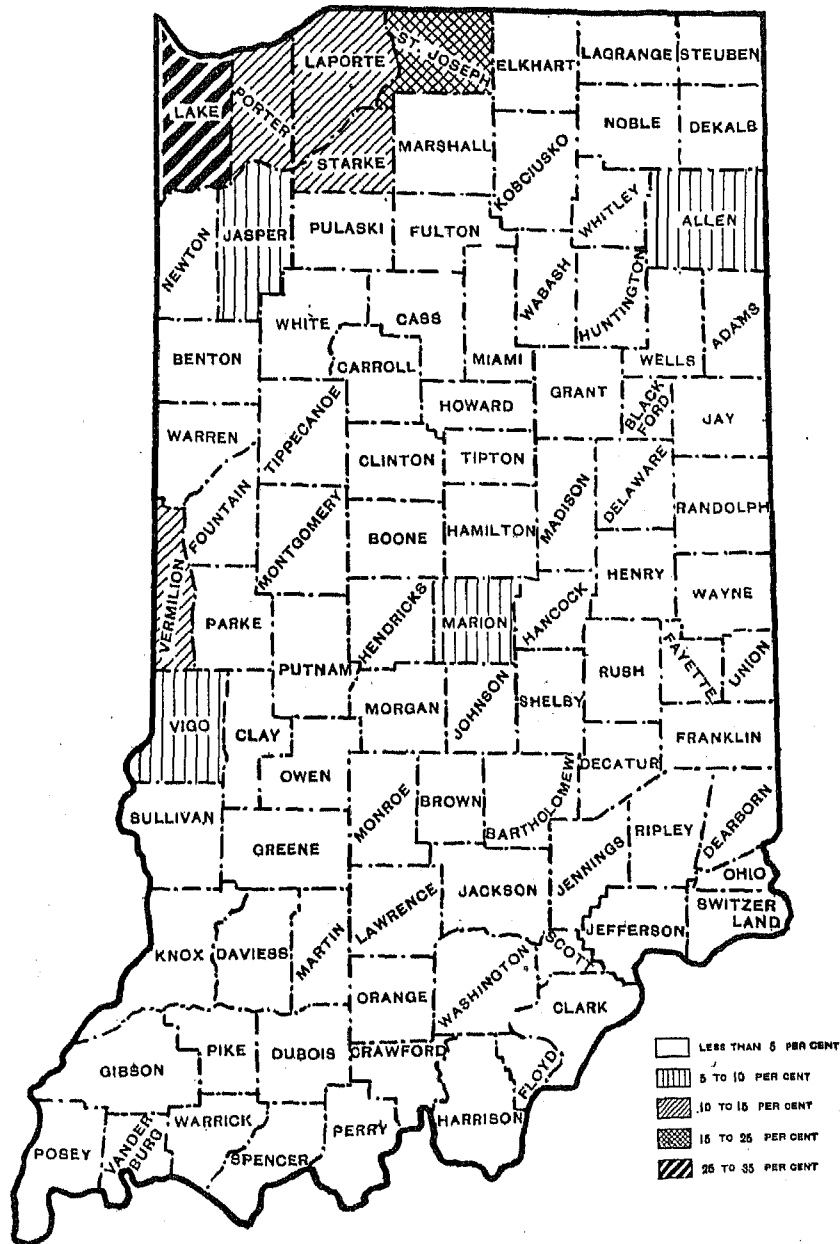 ST. JOSEPH
LAPORTE
ELKHART
LAGRANGE
STEUBEN
LAKE
PORTER
NOBLE
DEKALB
STARKE
MARSHALL
KOSCIUSKO
WHITLEY
ALLEN
NEWTON
JASPER
PULASKI
FULTON
WABASH
HUNTINGTON
WHITE
CASS
MIAMI
WELLS
ADAMS
BENTON
CARROLL
GRANT
BLACK
FORD
HOWARD
JAY
WARREN
TIPPECANOE
CLINTON
TIPTON
MADISON
DELAWARE
RANDOLPH
FOUNTAIN
MONTGOMERY
BOONE
HAMILTON
HENRY
WAYNE
VERMILION
PARKE
HENDRICKS
MARION
HANCOCK
PUTNAM
RUSH
FAYETTE
UNION
VIGO
CLAY
MORGAN
JOHNSON
SHELBY
FRANKLIN
OWEN
DECATUR
SULLIVAN
MONROE
BROWN
BARTHOLOMEW
RIPLEY
DEARBORN
GREENE
JENNINGS
OHIO
JACKSON
LAWRENCE
SWITZER
LAND
JEFFERSON
KNOX
DAVIESS
MARTIN
SCOTT
WASHINGTON
ORANGE
CLARK
GIBSON
PIKE
DUBOIS
CRAWFORD
FLOYD
HARRISON
POSEY
VANDER
BURG
WARRICK
SPENCER
PERRY
LESS THAN 5 PER CENT
5 TO 10 PER CENT
10 TO 15 PER CENT
15 TO 25 PER CENT
25 TO 35 PER CENT